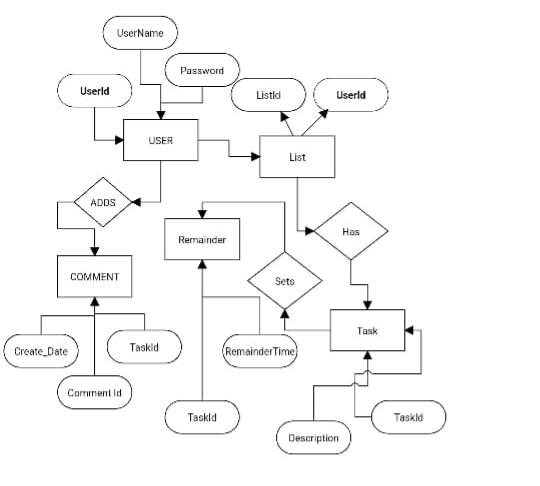 UserName
Password
UserId
ListId
UserId
USER
List
ADDS
Has
Remainder
COMMENT
Sets
Task
Create_Date
TaskId
RemainderTime
Comment Id
TaskId
TaskId
Description